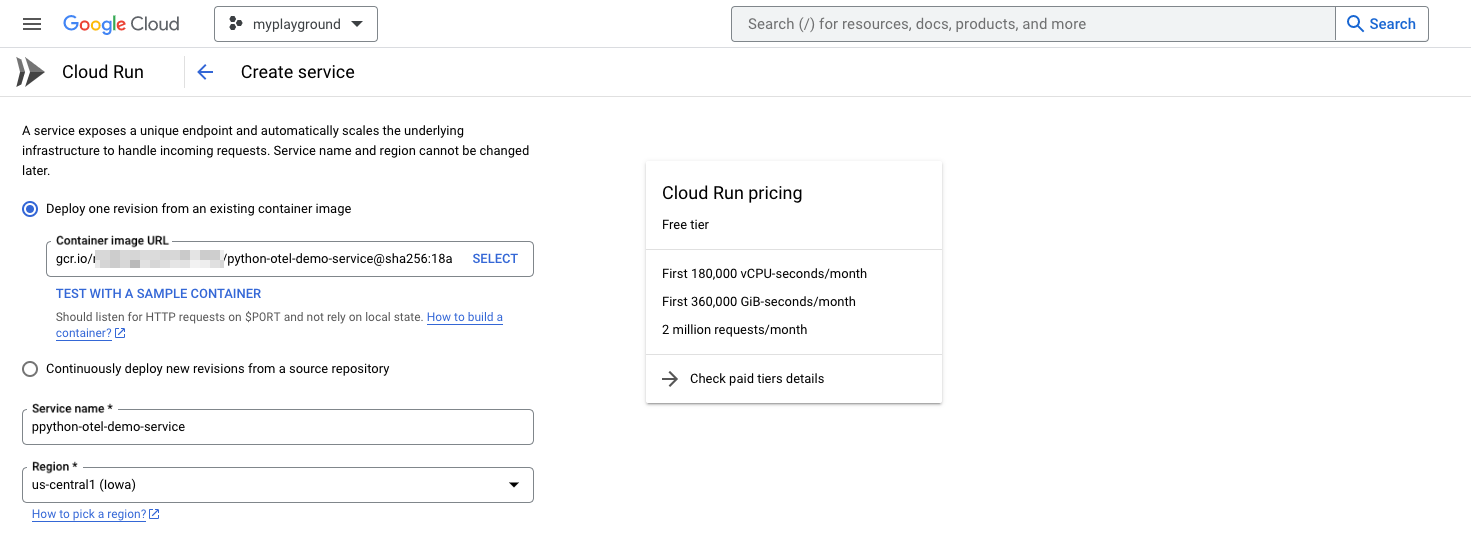 Google Cloud
myplayground
Search (/) for resources, docs, products, and more
Search
Cloud Run
Create service
A service exposes a unique endpoint and automatically scales the underlying
infrastructure to handle incoming requests. Service name and region cannot be changed
later.
Deploy one revision from an existing container image
Container image URL
gcr.io/ /python-otel-demo-service@sha256:18a
SELECT
TEST WITH A SAMPLE CONTAINER
Should listen for HTTP requests on $PORT and not rely on local state. How to build a
container?
Continuously deploy new revisions from a source repository
Service name *
ppython-otel-demo-service
Region *
us-central1 (Iowa)
How to pick a region?
Cloud Run pricing
Free tier
First 180,000 vCPU-seconds/month
First 360,000 GiB-seconds/month
2 million requests/month
Check paid tiers details